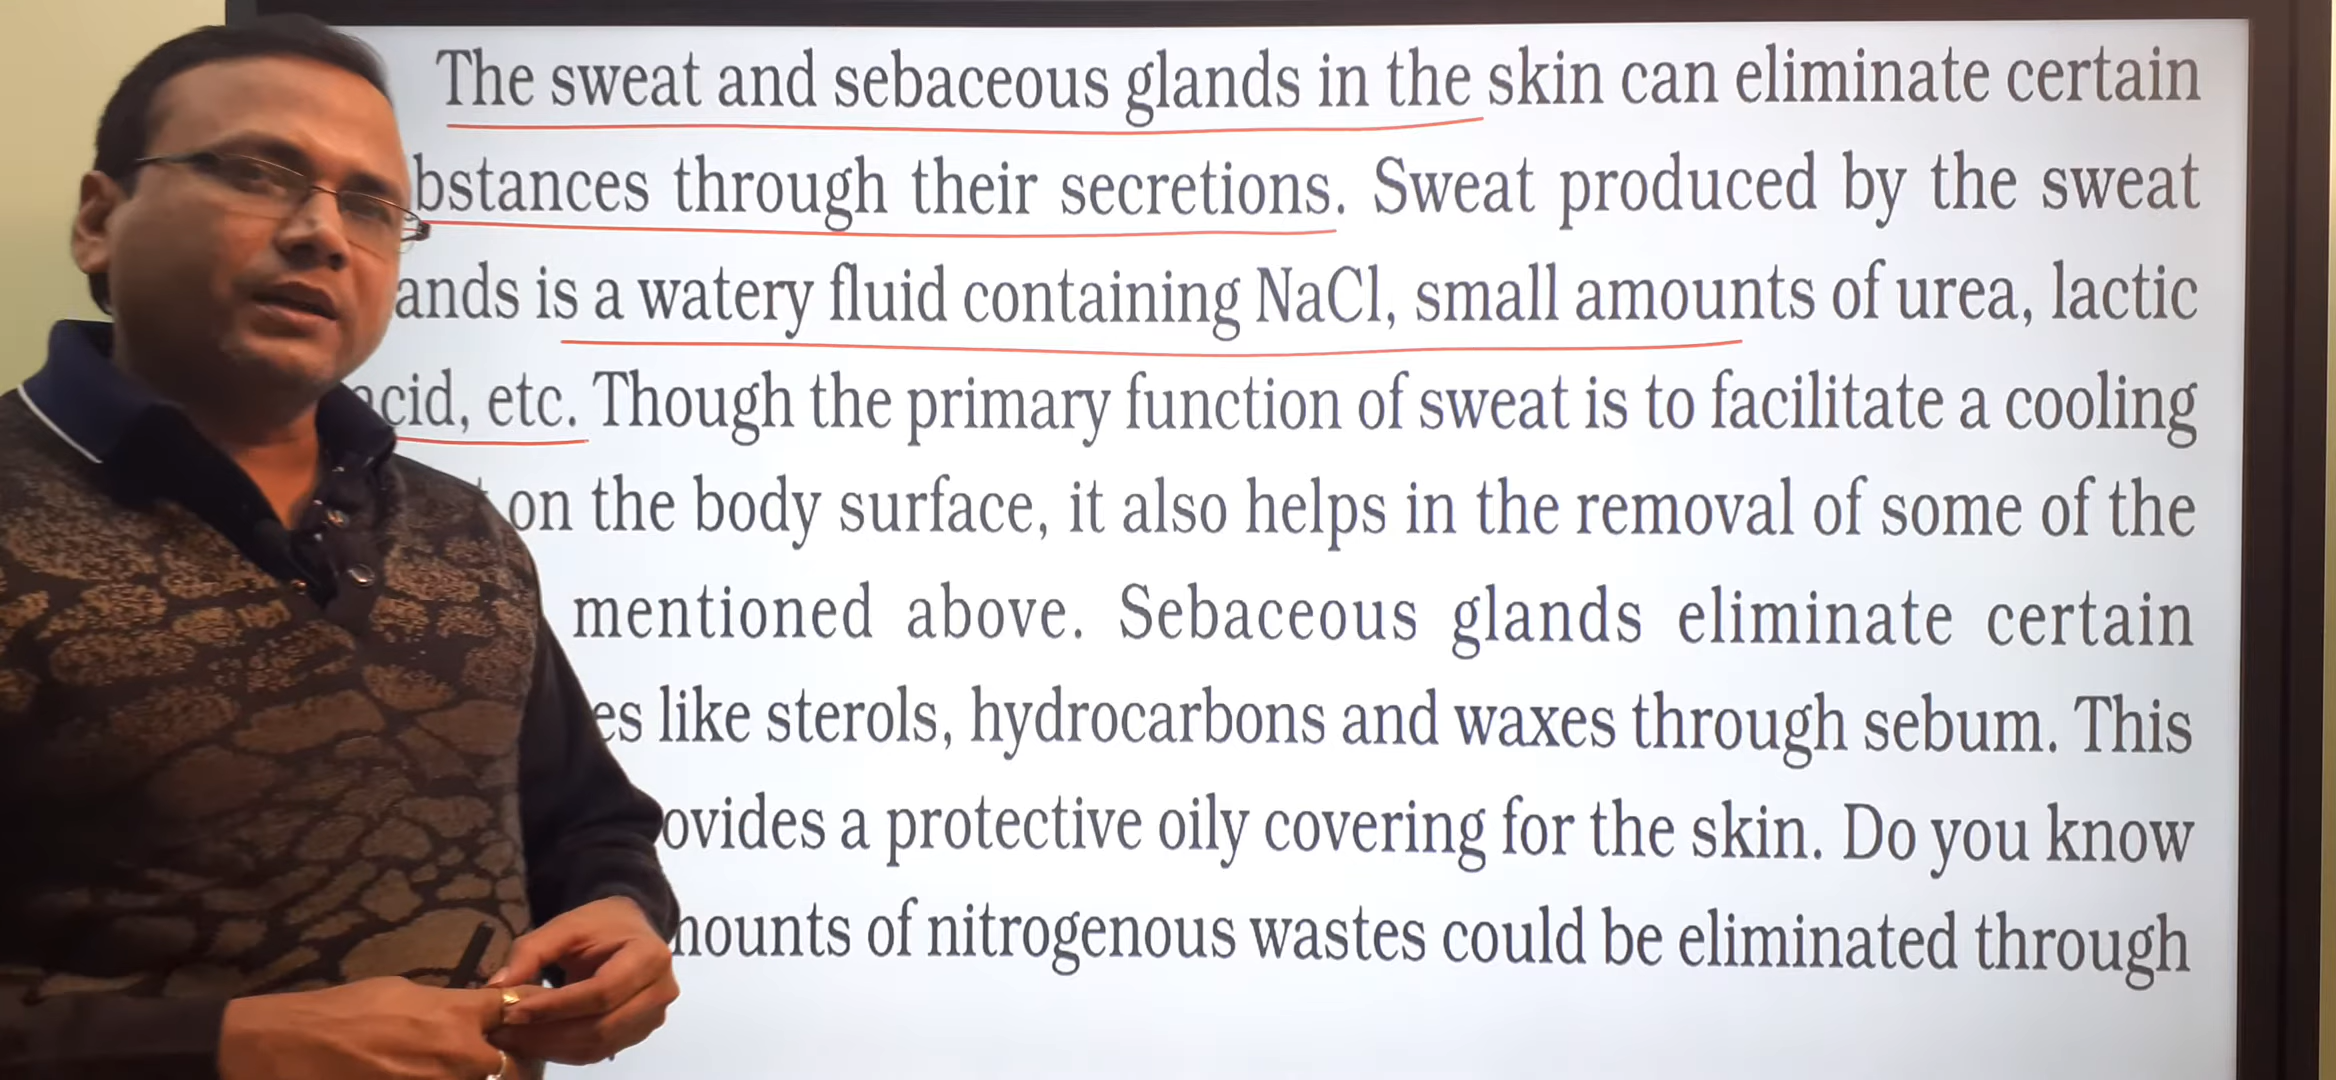 The sweat and sebaceous glands in the skin can eliminate certain
bstances through their secretions. Sweat produced by the sweat
ands is a watery fluid containing NaCl, small amounts of urea, lactic
acid, etc. Though the primary function of sweat is to facilitate a cooling
on the body surface, it also helps in the removal of some of the
mentioned above. Sebaceous glands eliminate certain
es like sterols, hydrocarbons and waxes through sebum. This
ovides a protective oily covering for the skin. Do you know
mounts of nitrogenous wastes could be eliminated through